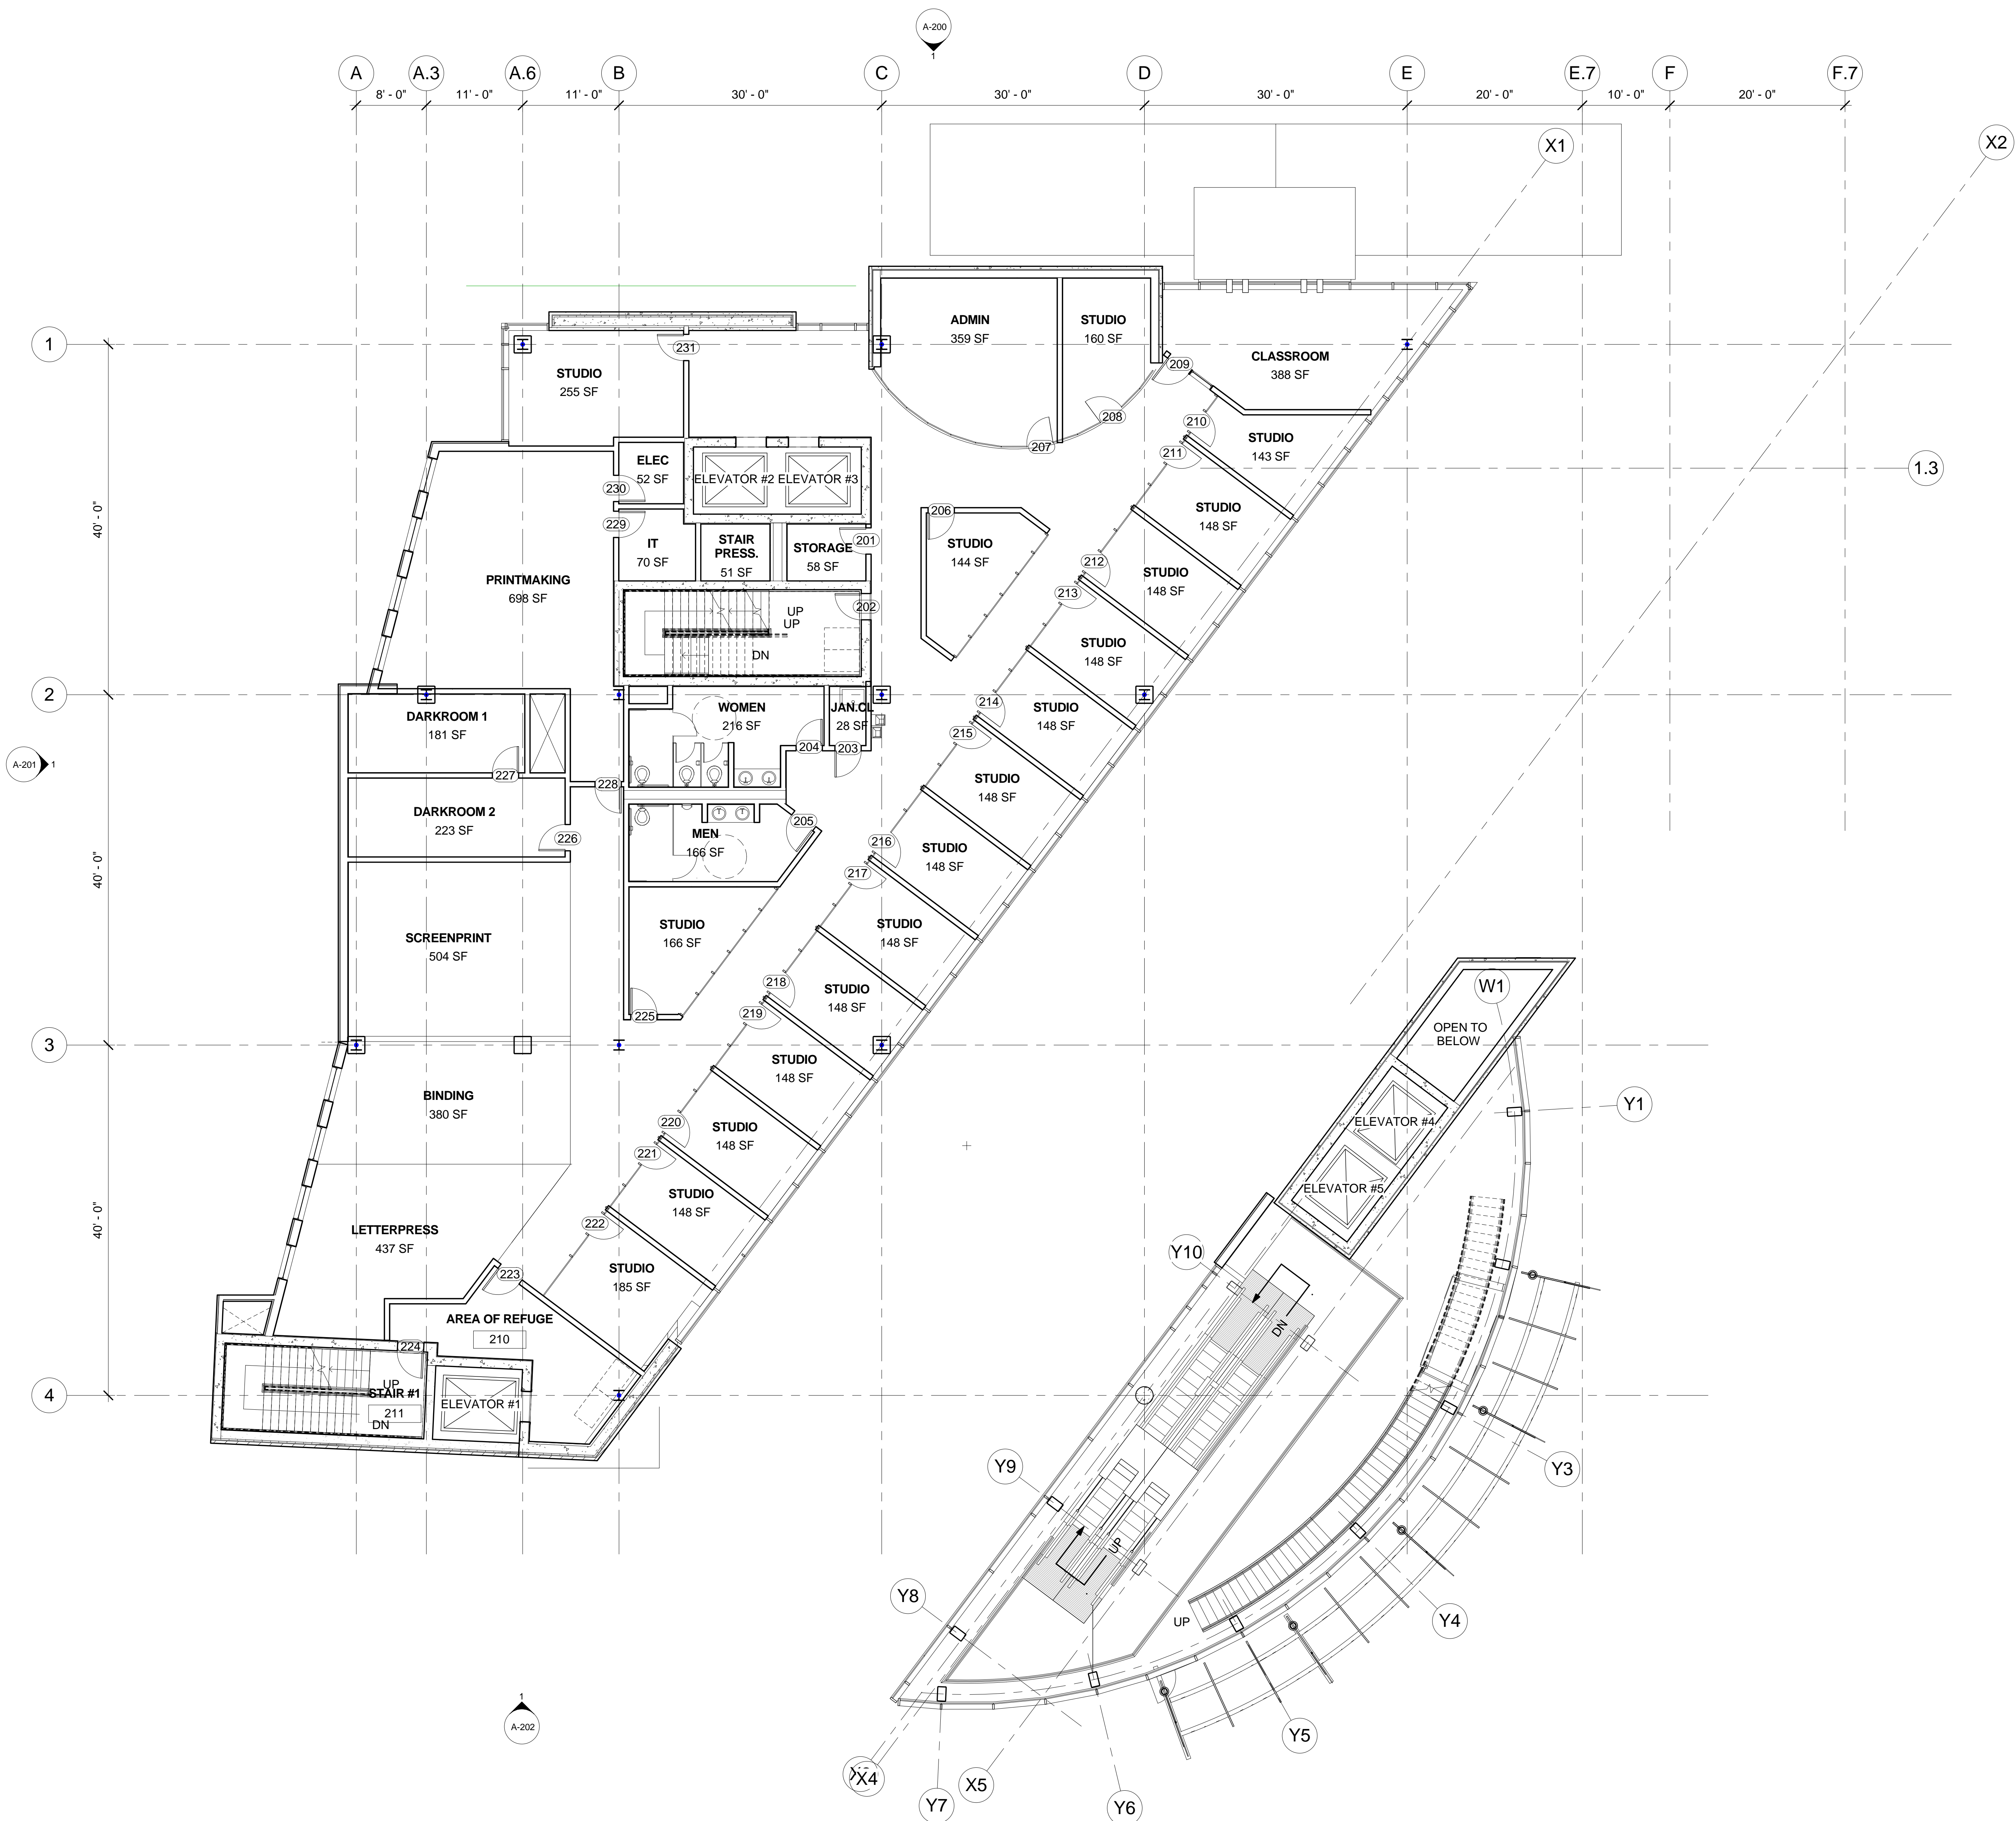 A-200
1
A
A.3
A.6
B
C
D
E
E.7
F
F.7
8' - 0"
11' - 0"
11' - 0"
30' - 0"
30' - 0"
30' - 0"
20' - 0"
10' - 0"
20' - 0"
X1
X2
1
ADMIN
359 SF
STUDIO
160 SF
231
STUDIO
255 SF
209
CLASSROOM
388 SF
208
207
210
STUDIO
143 SF
211
1.3
ELEC
52 SF
230
ELEVATOR #2
ELEVATOR #3
STUDIO
148 SF
40' - 0"
229
206
IT
70 SF
STAIR
PRESS.
51 SF
STORAGE
58 SF
201
STUDIO
144 SF
212
STUDIO
148 SF
213
PRINTMAKING
698 SF
202
UP
UP
DN
STUDIO
148 SF
2
DARKROOM 1
181 SF
WOMEN
216 SF
JAN.CL
28 SF
214
STUDIO
148 SF
215
204
203
A-201
1
227
228
STUDIO
148 SF
DARKROOM 2
223 SF
226
205
MEN
166 SF
216
STUDIO
148 SF
217
40' - 0"
SCREENPRINT
504 SF
STUDIO
166 SF
STUDIO
148 SF
218
STUDIO
148 SF
225
219
W1
OPEN TO
BELOW
3
STUDIO
148 SF
BINDING
380 SF
220
STUDIO
148 SF
221
Y1
ELEVATOR #4
ELEVATOR #5
STUDIO
148 SF
222
40' - 0"
LETTERPRESS
437 SF
Y10
223
STUDIO
185 SF
AREA OF REFUGE
210
224
DN
4
UP
STAIR #1
211
DN
ELEVATOR #1
Y9
Y3
UP
Y8
UP
Y4
1
A-202
Y5
X4
X5
Y7
Y6